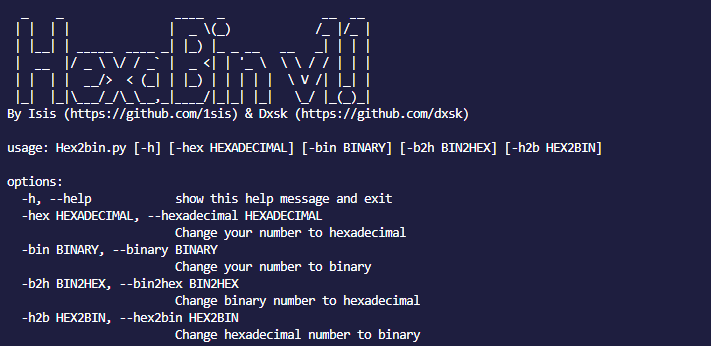 HexaBin v1.1
By Isis (https://github.com/1sis) & Dxsk (https://github.com/dxsk)
usage: Hex2bin.py [-h] [-hex HEXADECIMAL] [-bin BINARY] [-b2h BIN2HEX] [-h2b HEX2BIN]
options:
-h, --help show this help message and exit
-hex HEXADECIMAL, --hexadecimal HEXADECIMAL
Change your number to hexadecimal
-bin BINARY, --binary BINARY
Change your number to binary
-b2h BIN2HEX, --bin2hex BIN2HEX
Change binary number to hexadecimal
-h2b HEX2BIN, --hex2bin HEX2BIN
Change hexadecimal number to binary